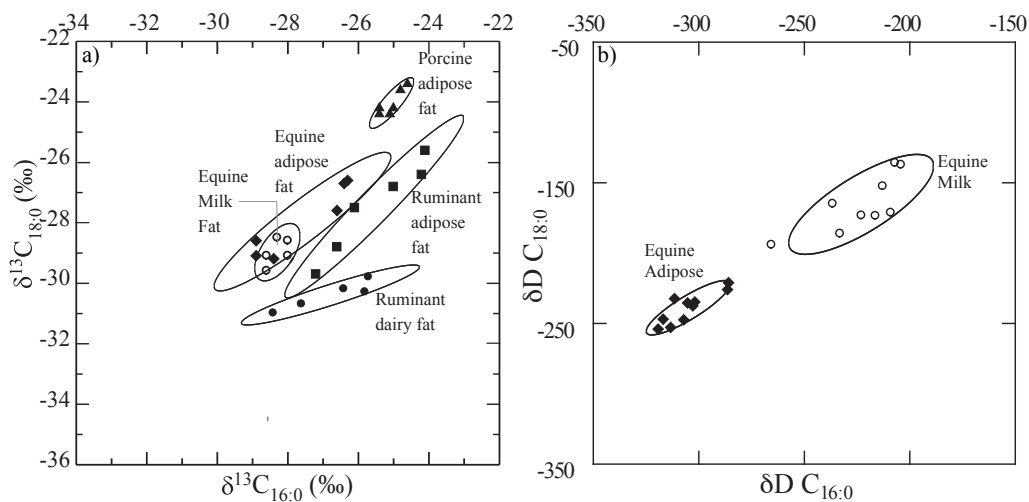 -34 -32 -30 -28 -26 -24 -22
-22
-24
-26
-28
-30
-32
-34
-36
a)
Porcine
adipose
fat
Equine
adipose
fat
Equine
Milk
Fat
Ruminant
adipose
fat
Ruminant
dairy fat
δ¹³C₁₈:₀ (‰)
δ¹³C₁₆:₀ (‰)
-300 -250 -200 -150
-50
-150
-250
-350
b)
Equine
Milk
Equine
Adipose
δD C₁₈:₀
δD C₁₆:₀